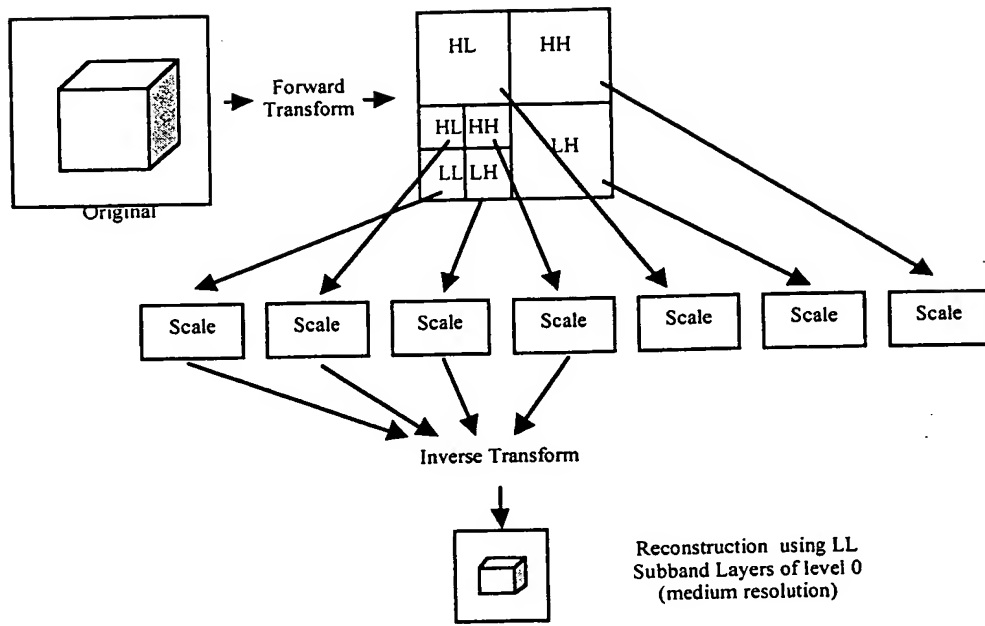 HL HH
Forward
Transform
HL HH
LH
LL LH
Original
Scale Scale Scale Scale Scale Scale Scale
Inverse Transform
Reconstruction using LL
Subband Layers of level 0
(medium resolution)